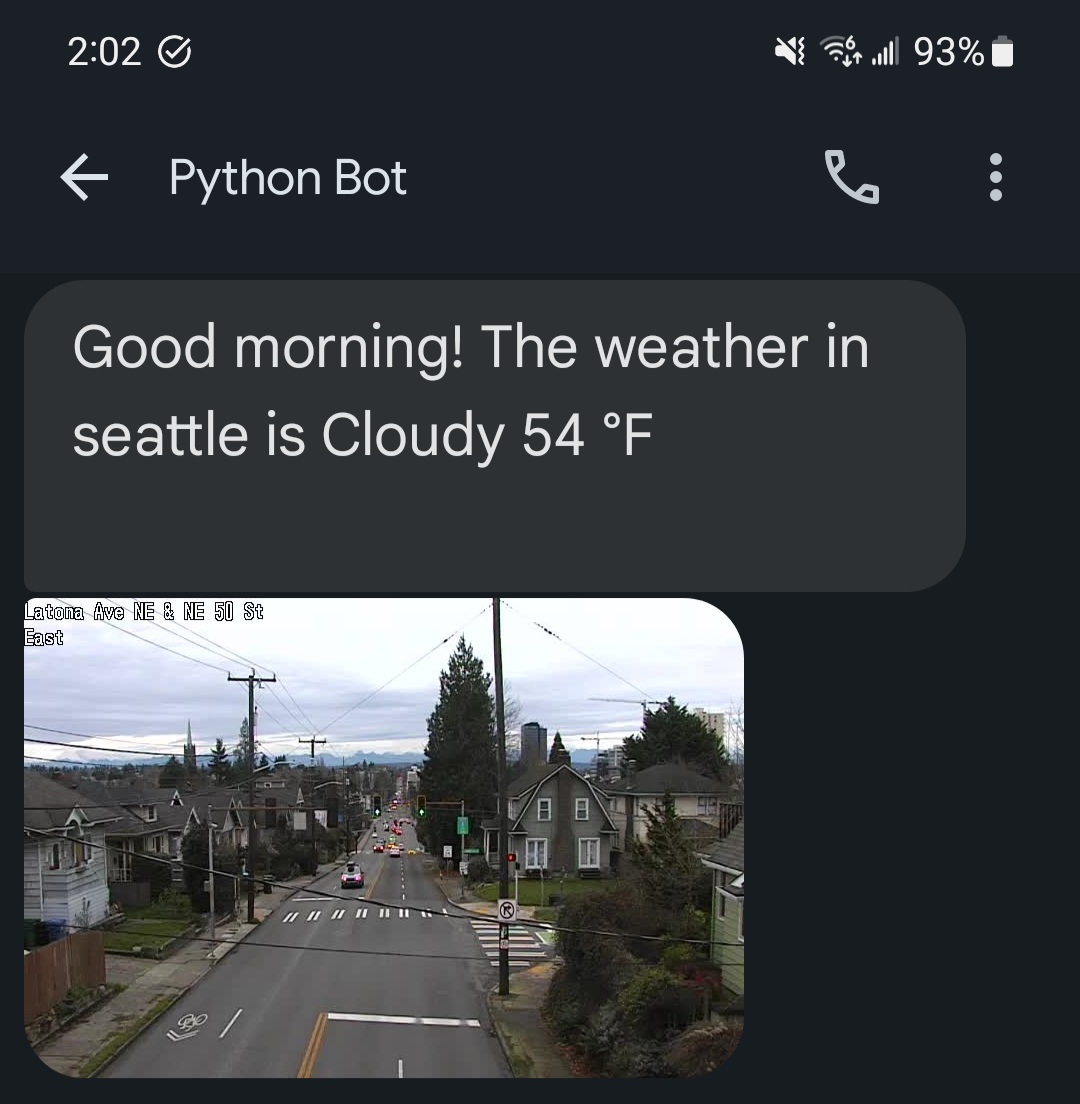 2:02
6
93%
Python Bot
Good morning! The weather in
seattle is Cloudy 54 °F
Latona Ave NE & NE 50 St
East